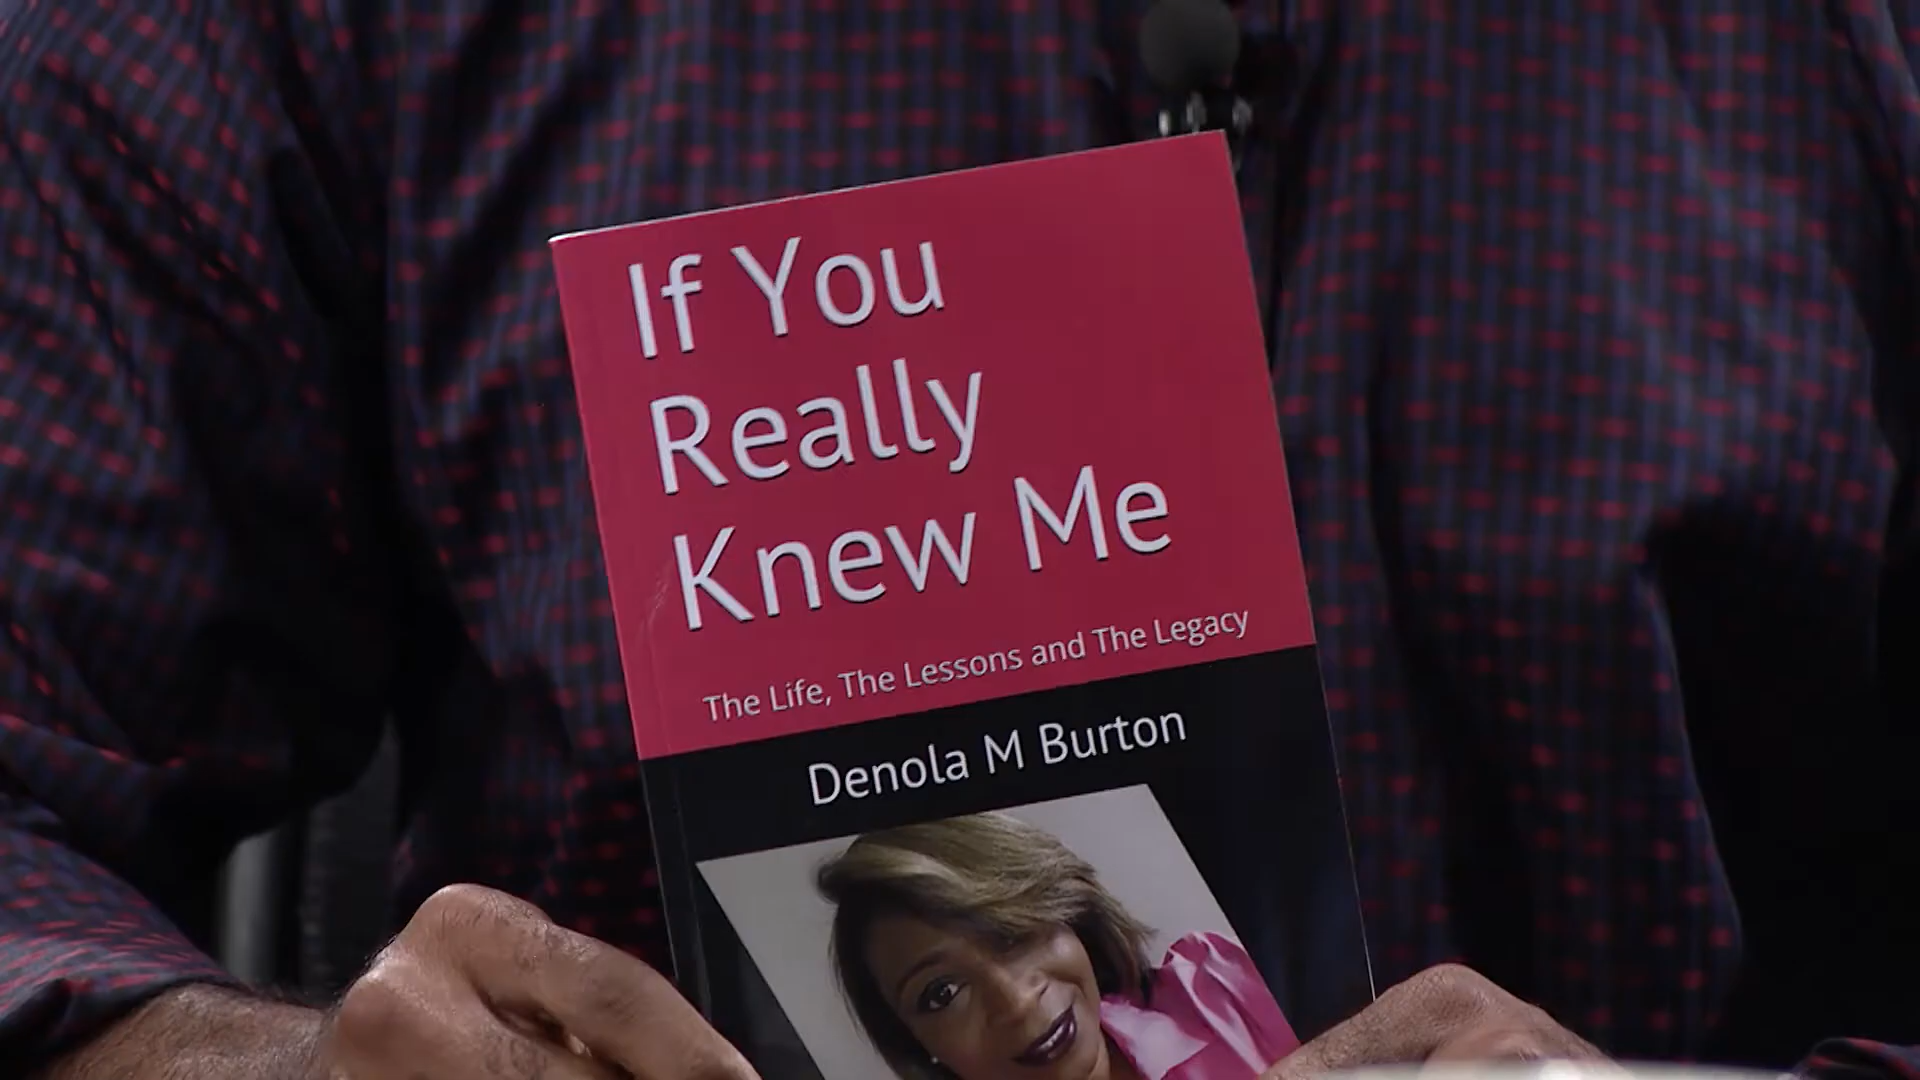 If You
Really
Knew Me
The Life, The Lessons and The Legacy
Denola M Burton